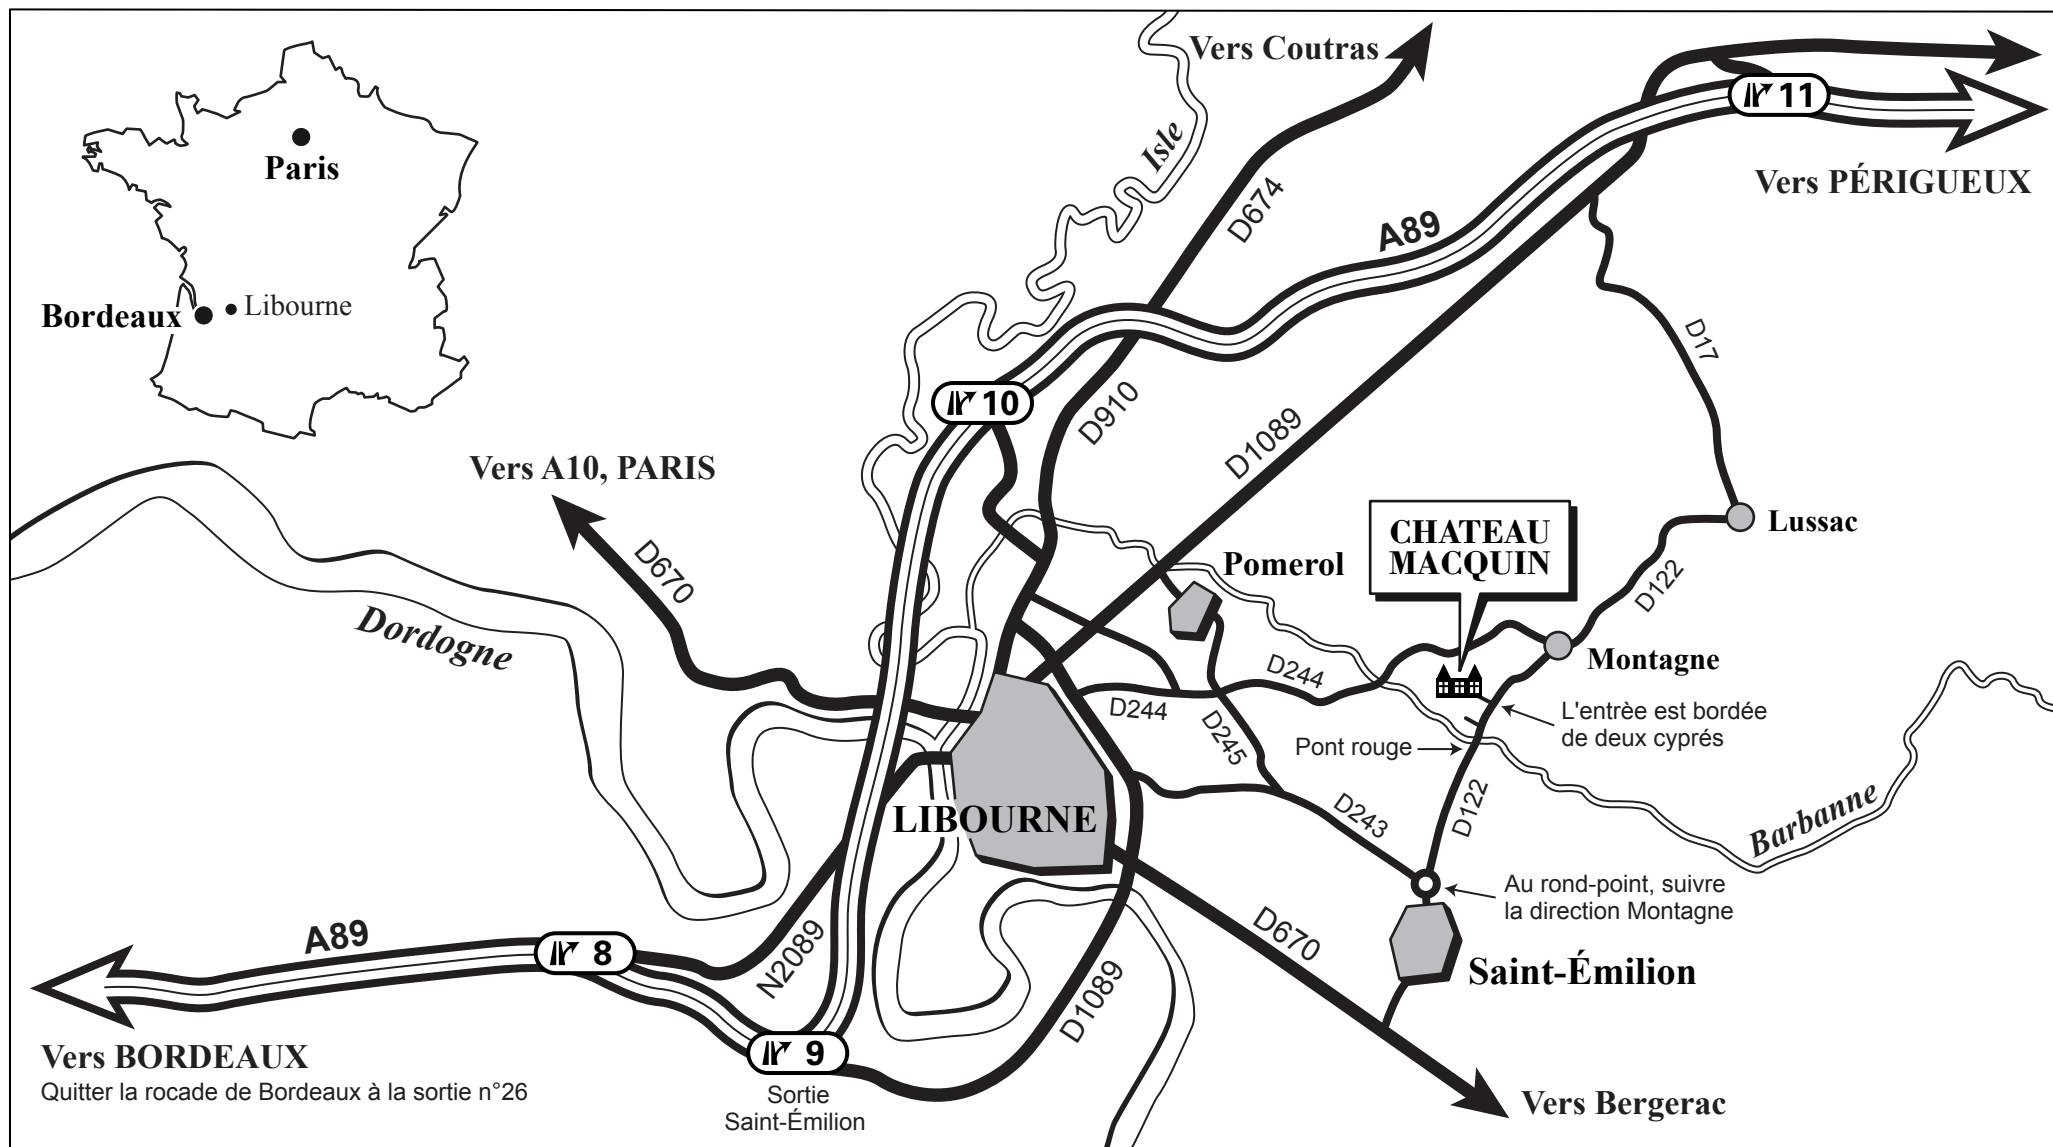 Paris
Bordeaux
Libourne
Vers Coutras
Isle
D674
A89
11
Vers PÉRIGUEUX
D17
10
D910
D1089
Vers A10, PARIS
D670
Dordogne
Pomerol
CHATEAU
MACQUIN
Lussac
D122
Montagne
D244
D244
D245
L'entrèe est bordée
de deux cyprés
Pont rouge
D243
D122
Barbanne
LIBOURNE
Au rond-point, suivre
la direction Montagne
Saint-Émilion
D670
D1089
N2089
A89
8
9
Sortie
Saint-Émilion
Vers BORDEAUX
Quitter la rocade de Bordeaux à la sortie n°26
Vers Bergerac